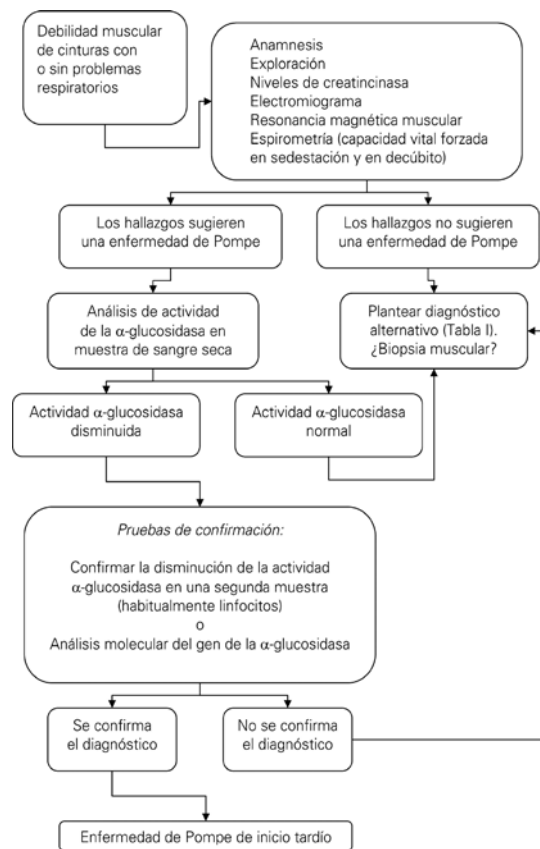 Debilidad muscular
de cinturas con
o sin problemas
respiratorios
Anamnesis
Exploración
Niveles de creatincinasa
Electromiograma
Resonancia magnética muscular
Espirometría (capacidad vital forzada
en sedestación y en decúbito)
Los hallazgos sugieren
una enfermedad de Pompe
Los hallazgos no sugieren
una enfermedad de Pompe
Análisis de actividad
de la α-glucosidasa en
muestra de sangre seca
Plantear diagnóstico
alternativo (Tabla I).
¿Biopsia muscular?
Actividad α-glucosidasa
disminuida
Actividad α-glucosidasa
normal
Pruebas de confirmación:
Confirmar la disminución de la actividad
α-glucosidasa en una segunda muestra
(habitualmente linfocitos)
o
Análisis molecular del gen de la α-glucosidasa
Se confirma
el diagnóstico
No se confirma
el diagnóstico
Enfermedad de Pompe de inicio tardío